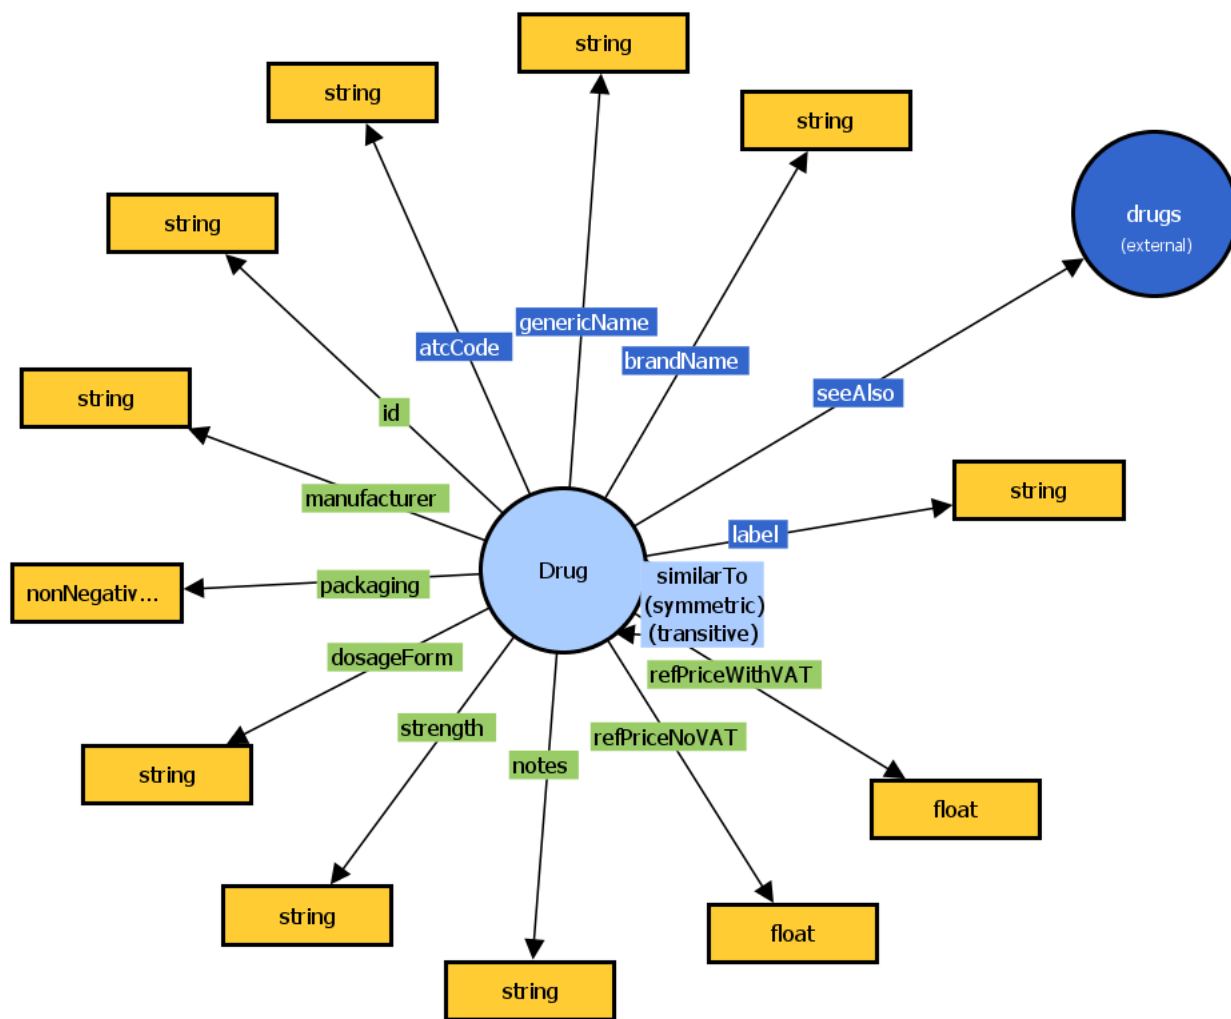 string
string
string
string
drugs
(external)
string
genericName
atcCode
brandName
seeAlso
string
id
string
manufacturer
label
Drug
similarTo
(symmetric)
(transitive)
nonNegativ...
packaging
dosageForm
refPriceWithVAT
strength
refPriceNoVAT
notes
string
float
string
float
string